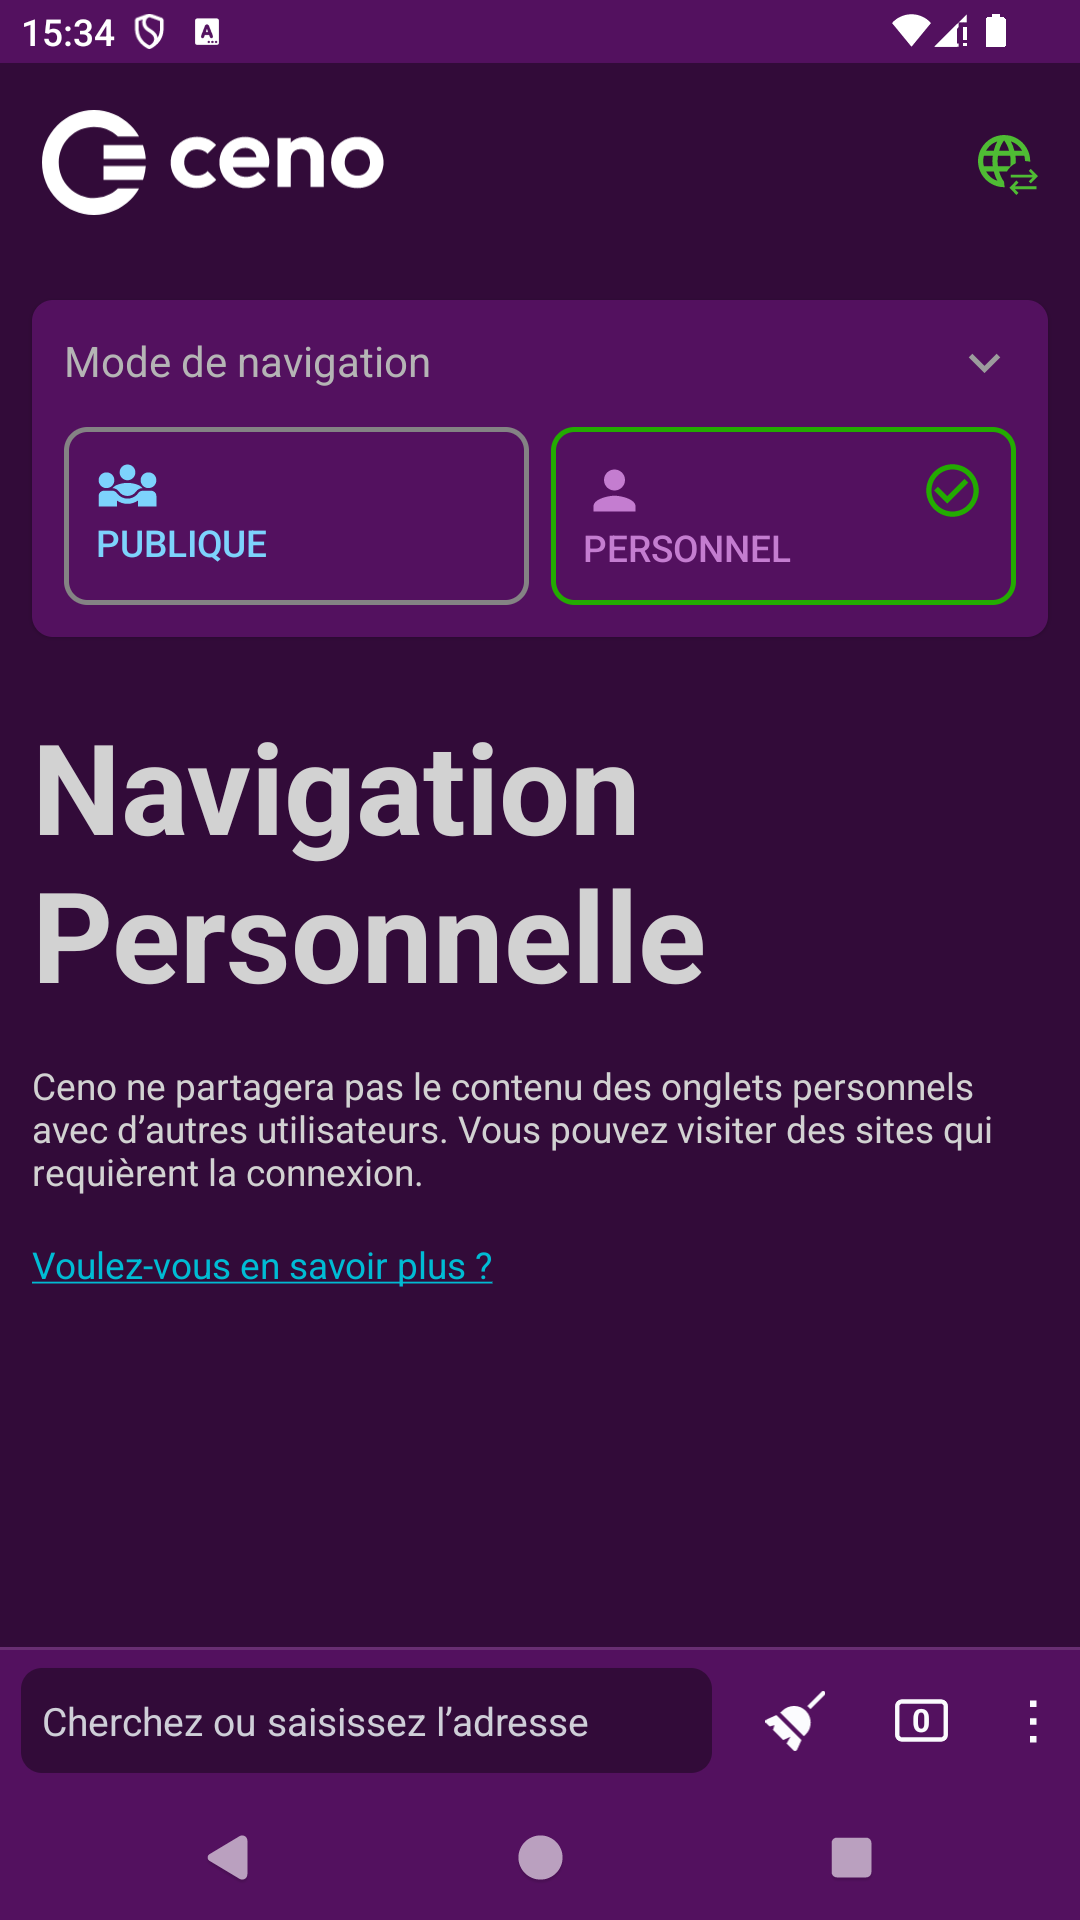 15:34
A
ceno
Mode de navigation
PUBLIQUE
PERSONNEL
Navigation
Personnelle
Ceno ne partagera pas le contenu des onglets personnels
avec d’autres utilisateurs. Vous pouvez visiter des sites qui
requièrent la connexion.
Voulez-vous en savoir plus ?
Cherchez ou saisissez l’adresse
0